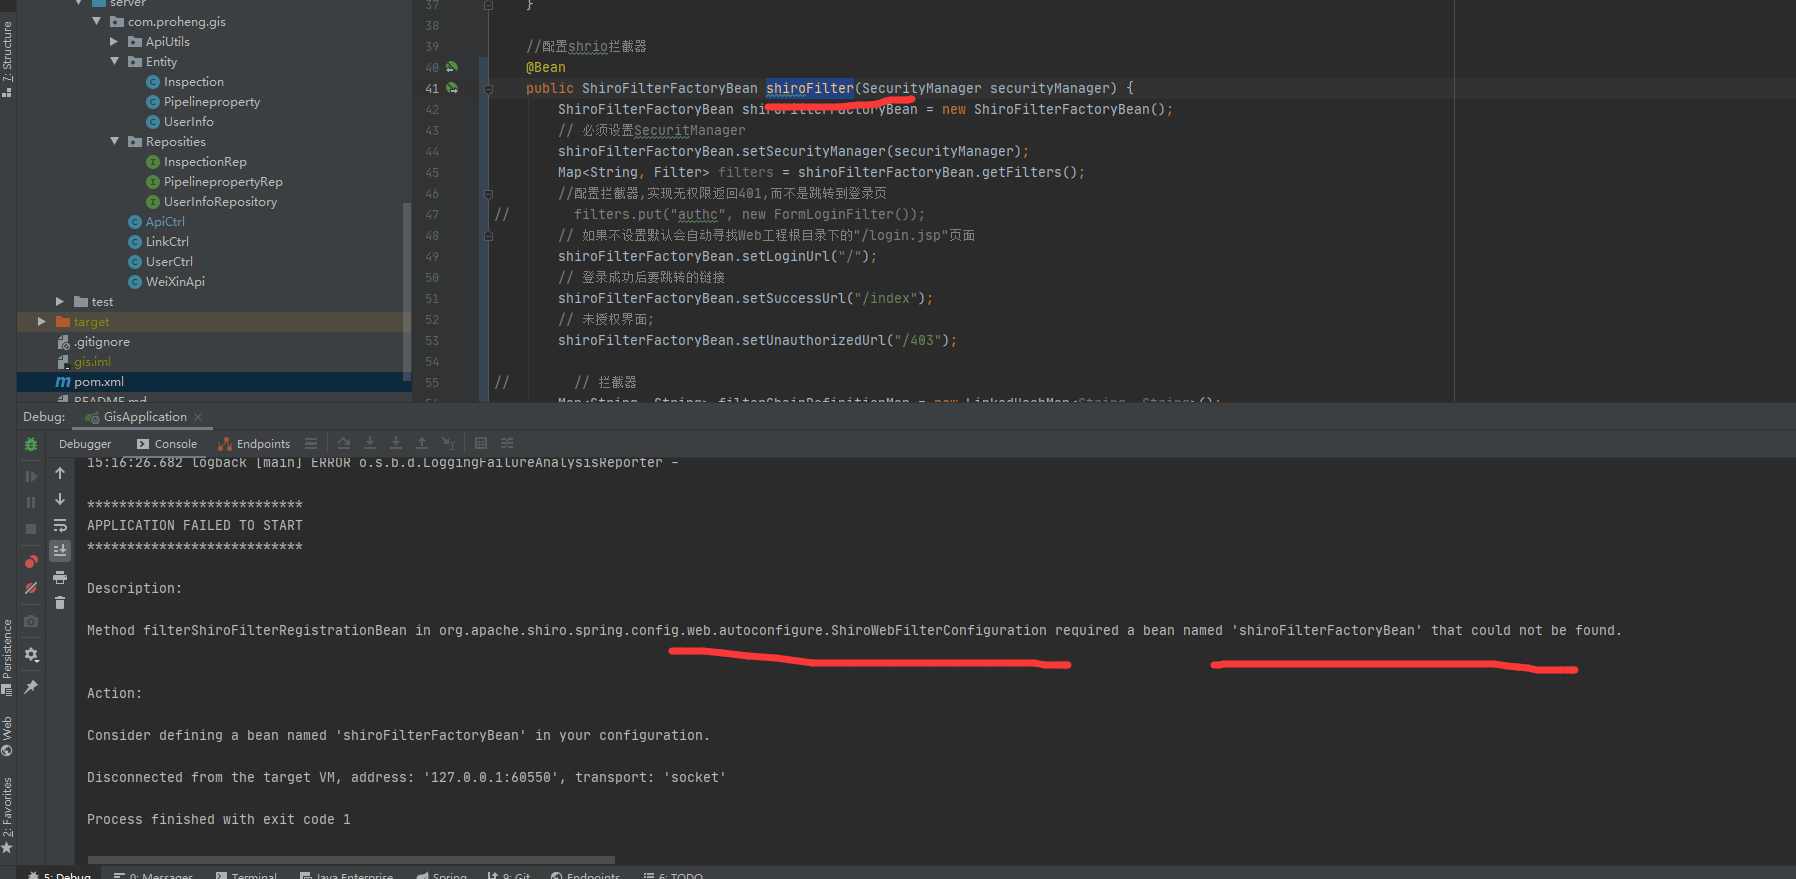 server
com.proheng.gis
ApiUtils
Entity
Inspection
Pipelineproperty
UserInfo
Reposities
InspectionRep
PipelinepropertyRep
UserInfoRepository
ApiCtrl
LinkCtrl
UserCtrl
WeiXinApi
test
target
.gitignore
gis.iml
pom.xml
README.md
7: Structure
Persistence
Web
2: Favorites
37 }
38
39 //配置shrio拦截器
40 @Bean
41 public ShiroFilterFactoryBean shiroFilter(SecurityManager securityManager) {
42 ShiroFilterFactoryBean shiroFilterFactoryBean = new ShiroFilterFactoryBean();
43 // 必须设置SecuritManager
44 shiroFilterFactoryBean.setSecurityManager(securityManager);
45 Map<String, Filter> filters = shiroFilterFactoryBean.getFilters();
46 //配置拦截器,实现无权限返回401,而不是跳转到登录页
47 // filters.put("authc", new FormLoginFilter());
48 // 如果不设置默认会自动寻找Web工程根目录下的"/login.jsp"页面
49 shiroFilterFactoryBean.setLoginUrl("/");
50 // 登录成功后要跳转的链接
51 shiroFilterFactoryBean.setSuccessUrl("/index");
52 // 未授权界面;
53 shiroFilterFactoryBean.setUnauthorizedUrl("/403");
54
55 // // 拦截器
Map<String, String> filterChainDefinitionMap = new LinkedHashMap<String, String>();
Debug: GisApplication
Debugger Console Endpoints
15:16:26.682 logback [main] ERROR o.s.b.d.LoggingFailureAnalysisReporter -
***************************
APPLICATION FAILED TO START
***************************
Description:
Method filterShiroFilterRegistrationBean in org.apache.shiro.spring.config.web.autoconfigure.ShiroWebFilterConfiguration required a bean named 'shiroFilterFactoryBean' that could not be found.
Action:
Consider defining a bean named 'shiroFilterFactoryBean' in your configuration.
Disconnected from the target VM, address: '127.0.0.1:60550', transport: 'socket'
Process finished with exit code 1
5: Debug 0: Messages Terminal Java Enterprise Spring 9: Git Endpoints 6: TODO